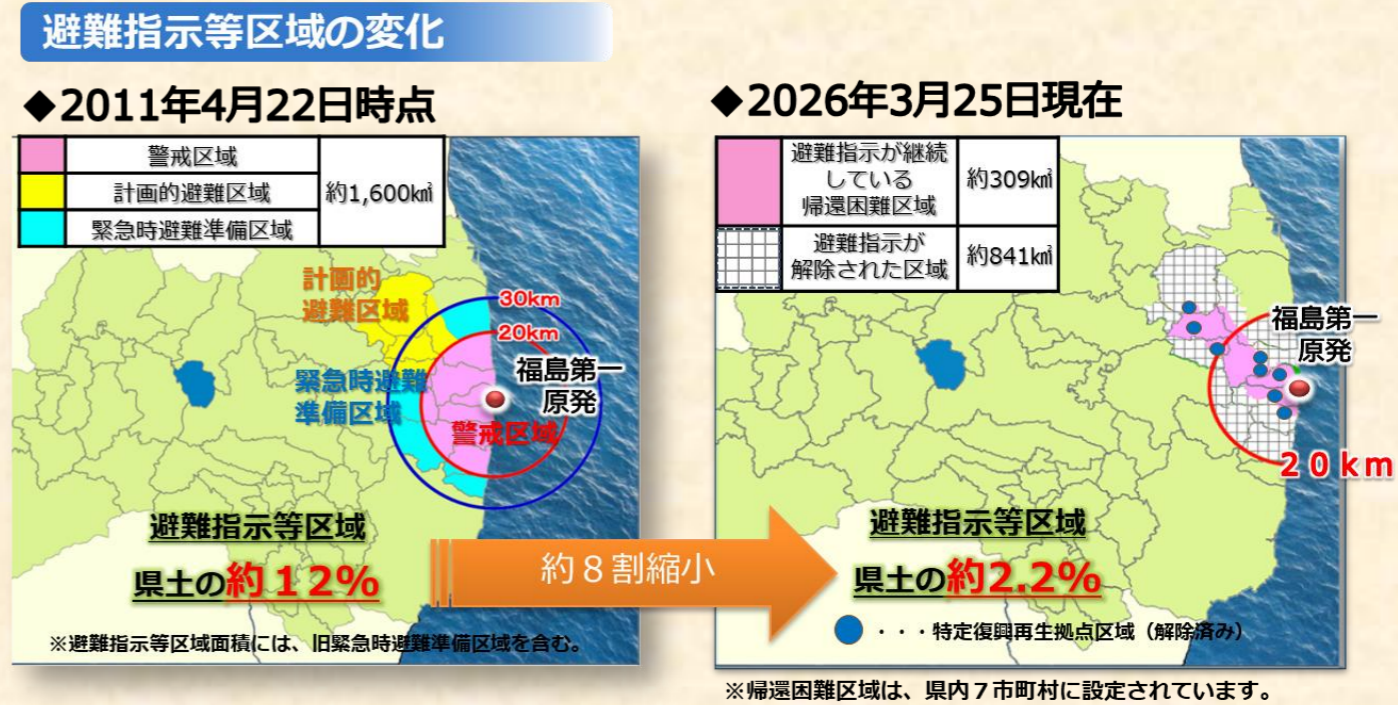 避難指示等区域の変化
◆2011年4月22日時点
警戒区域
計画的避難区域
緊急時避難準備区域
約1,600㎢
計画的
避難区域
30km
20km
福島第一
原発
緊急時避難
準備区域
警戒区域
避難指示等区域
県土の約12%
※避難指示等区域面積には、旧緊急時避難準備区域を含む。
約8割縮小
◆2026年3月25日現在
避難指示が継続
している
帰還困難区域
約309㎢
避難指示が
解除された区域
約841㎢
福島第一
原発
20km
避難指示等区域
県土の約2.2%
・・・特定復興再生拠点区域（解除済み）
※帰還困難区域は、県内７市町村に設定されています。